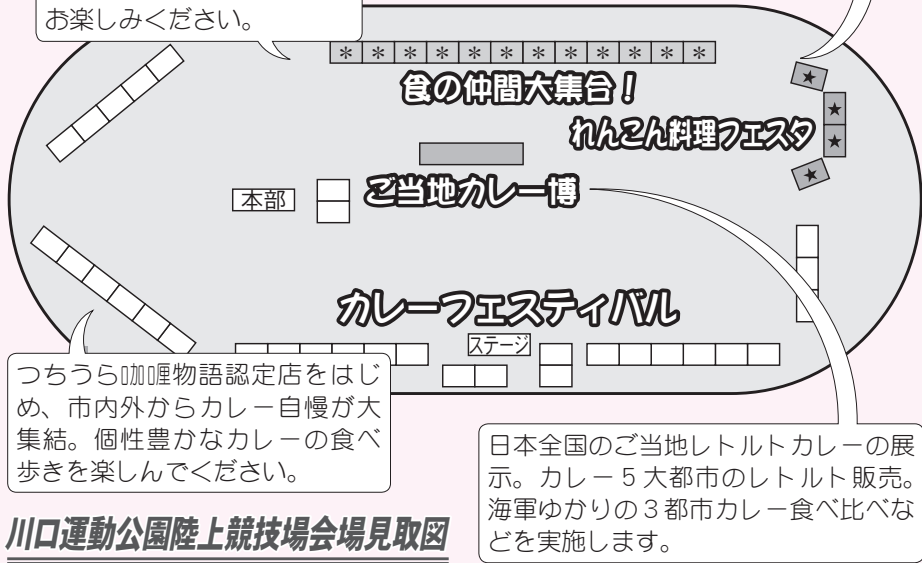 お楽しみください。
＊＊＊＊＊＊＊＊＊＊＊＊
食の仲間大集合！
★
★
★
★
れんこん料理フェスタ
本部
ご当地カレー博
カレーフェスティバル
ステージ
つちうら咖喱物語認定店をはじ
め、市内外からカレー自慢が大
集結。個性豊かなカレーの食べ
歩きを楽しんでください。
日本全国のご当地レトルトカレーの展
示。カレー５大都市のレトルト販売。
海軍ゆかりの３都市カレー食べ比べな
どを実施します。
川口運動公園陸上競技場会場見取図